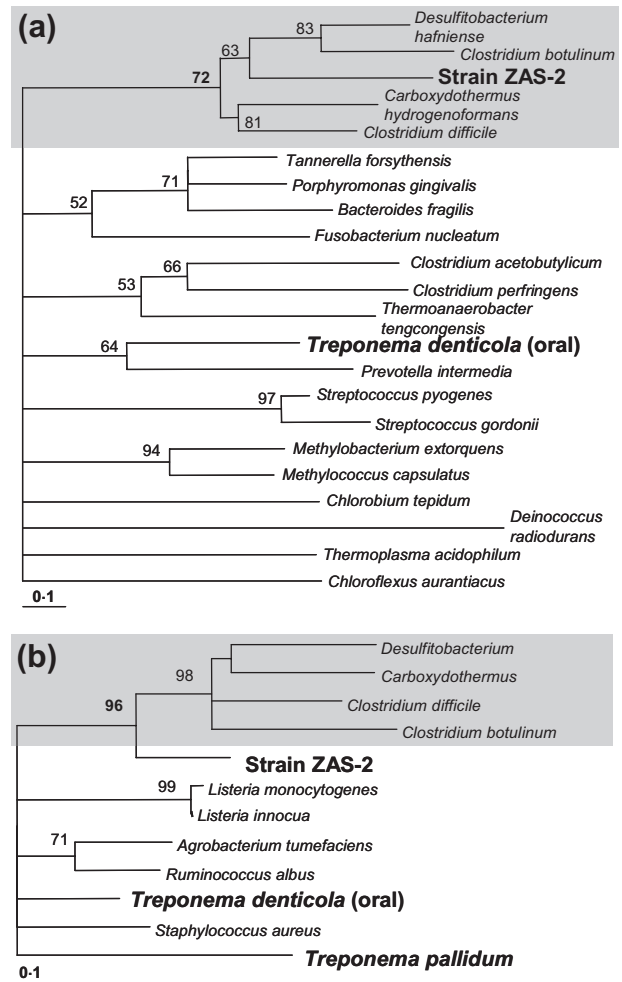 (a)
83
Desulfitobacterium
hafniense
63
Clostridium botulinum
72
Strain ZAS-2
Carboxydothermus
hydrogenoformans
81
Clostridium difficile
Tannerella forsythensis
71
Porphyromonas gingivalis
52
Bacteroides fragilis
Fusobacterium nucleatum
66
Clostridium acetobutylicum
53
Clostridium perfringens
Thermoanaerobacter
tengcongensis
64
Treponema denticola (oral)
Prevotella intermedia
97
Streptococcus pyogenes
Streptococcus gordonii
94
Methylobacterium extorquens
Methylococcus capsulatus
Chlorobium tepidum
Deinococcus
radiodurans
Thermoplasma acidophilum
Chloroflexus aurantiacus
0·1
(b)
Desulfitobacterium
98
Carboxydothermus
96
Clostridium difficile
Clostridium botulinum
Strain ZAS-2
99
Listeria monocytogenes
Listeria innocua
71
Agrobacterium tumefaciens
Ruminococcus albus
Treponema denticola (oral)
Staphylococcus aureus
Treponema pallidum
0·1